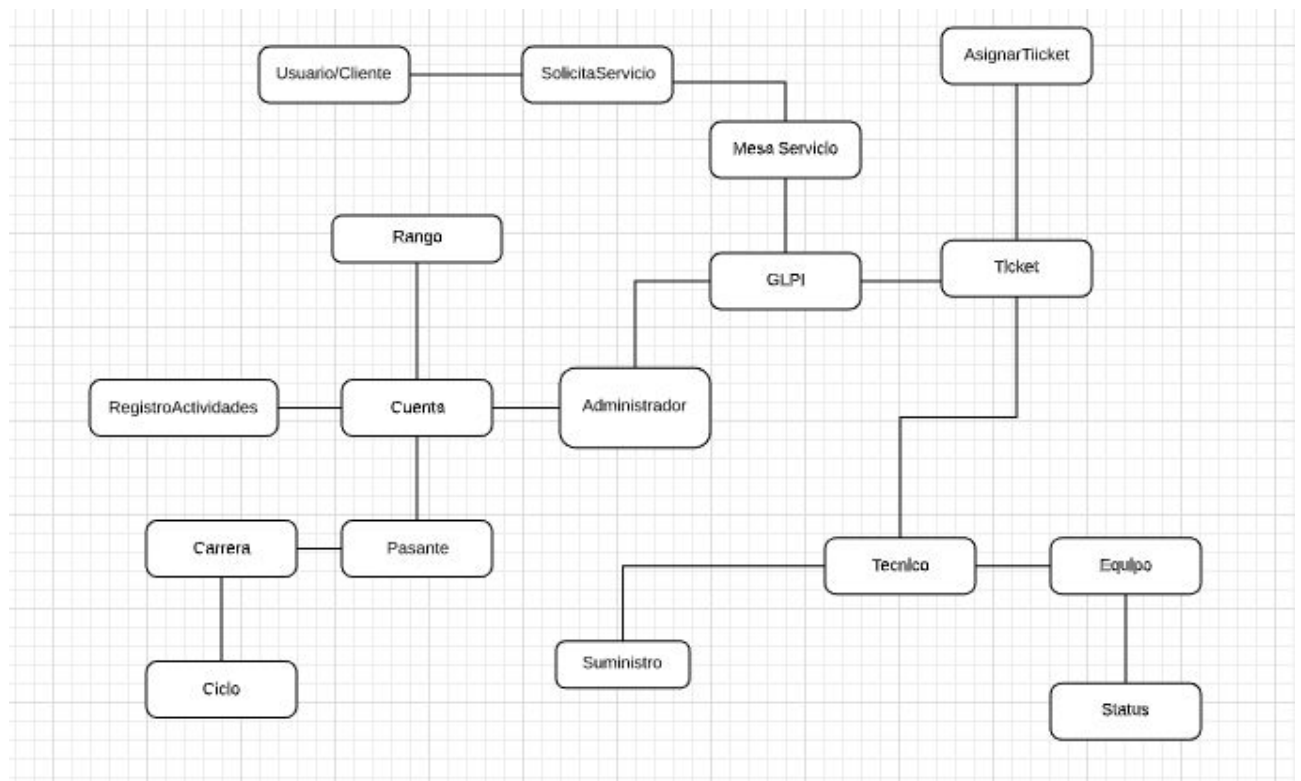 Usuario/Cliente
SolicitaServicio
AsignarTiicket
Mesa Servicio
Rango
GLPI
Ticket
RegistroActividades
Cuenta
Administrador
Carrera
Pasante
Tecnico
Equipo
Suministro
Ciclo
Status